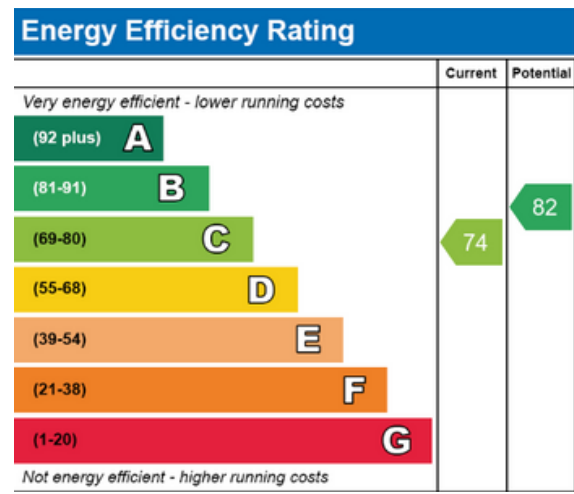 Energy Efficiency Rating
Current Potential
Very energy efficient - lower running costs
(92 plus) A
(81-91) B
82
(69-80) C
74
(55-68) D
(39-54) E
(21-38) F
(1-20) G
Not energy efficient - higher running costs